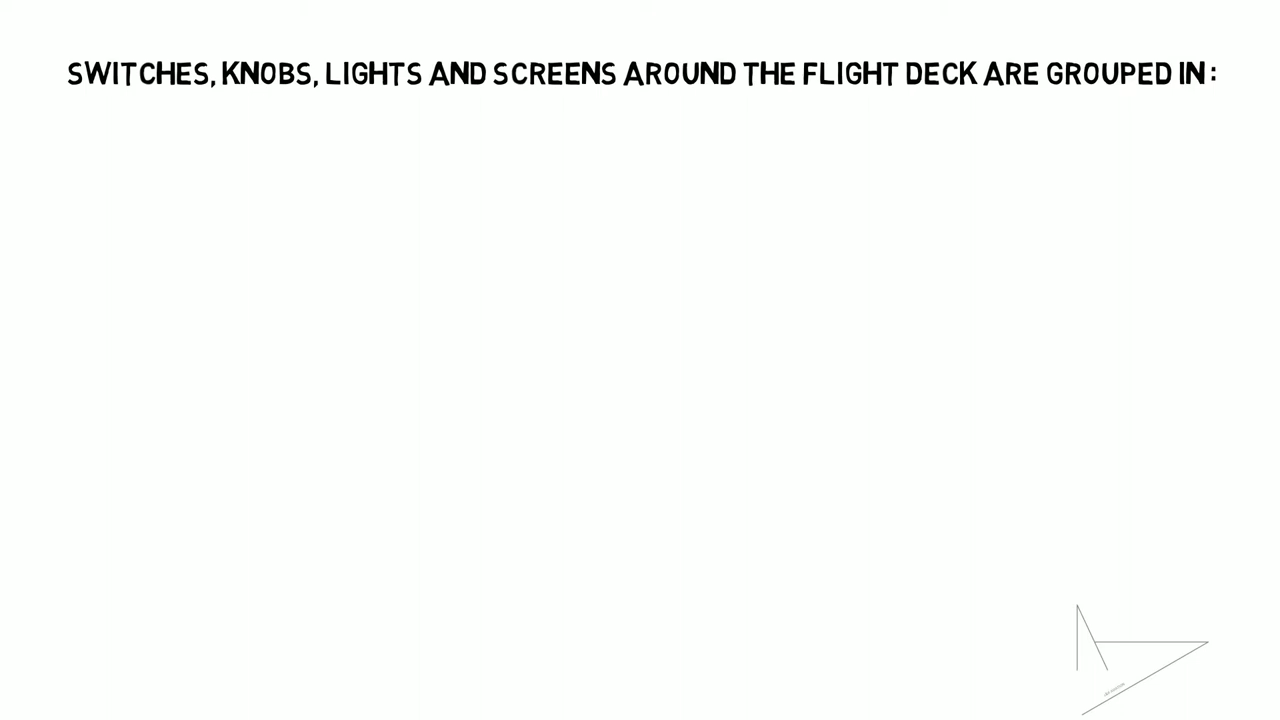 SWITCHES, KNOBS, LIGHTS AND SCREENS AROUND THE FLIGHT DECK ARE GROUPED IN: